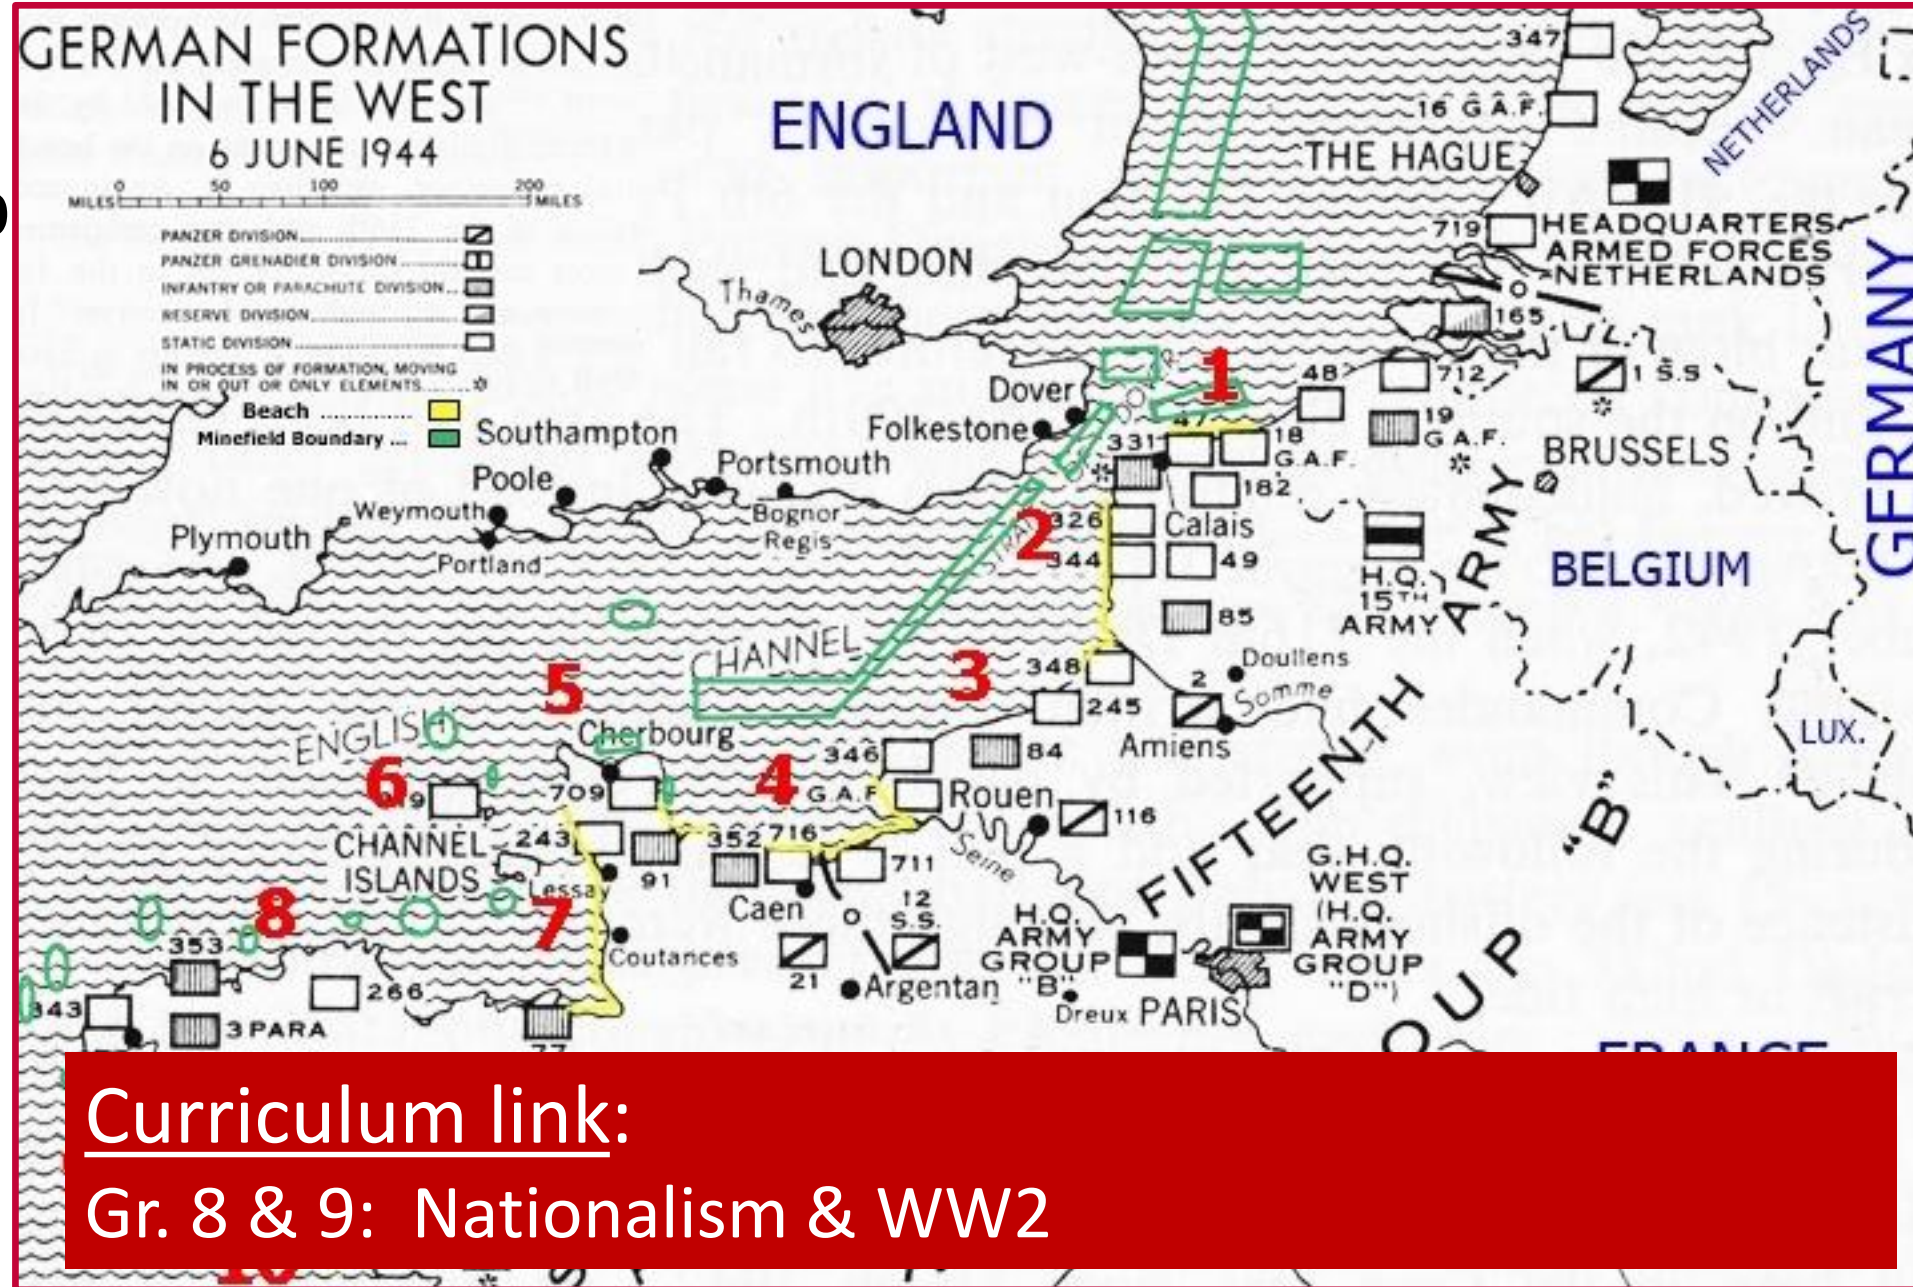 GERMAN FORMATIONS
IN THE WEST
6 JUNE 1944
0 50 100 200
MILES MILES
PANZER DIVISION
PANZER GRENADIER DIVISION
INFANTRY OR PARACHUTE DIVISION
RESERVE DIVISION
STATIC DIVISION
IN PROCESS OF FORMATION, MOVING
IN OR OUT OR ONLY ELEMENTS
Beach
Minefield Boundary ...
ENGLAND
NETHERLANDS
347
16 G.A.F.
THE HAGUE
719
HEADQUARTERS
ARMED FORCES
NETHERLANDS
GERMANY
LONDON
Thames
165
Dover
Folkestone
1
48
712
1 S.S
47
19
G.A.F.
331
18
G.A.F.
BRUSSELS
182
Southampton
Portsmouth
Poole
Bognor
Regis
Weymouth
Portland
Plymouth
2
326
Calais
344
49
H.Q.
15TH
ARMY
BELGIUM
85
CHANNEL
3
348
Doullens
2
Somme
245
Amiens
LUX.
5
ENGLISH
Cherbourg
346
84
6
709
4
G.A.F
Rouen
116
243
352
716
711
Seine
CHANNEL
ISLANDS
91
Lessay
Caen
12
S.S.
FIFTEENTH ARMY
"B"
G.H.Q.
WEST
(H.Q.
ARMY
GROUP
"D")
H.Q.
ARMY
GROUP
"B"
8
7
353
Coutances
21
Argentan
Dreux
PARIS
OUP
343
266
3 PARA
77
FRANCE
Curriculum link:
Gr. 8 & 9: Nationalism & WW2
10